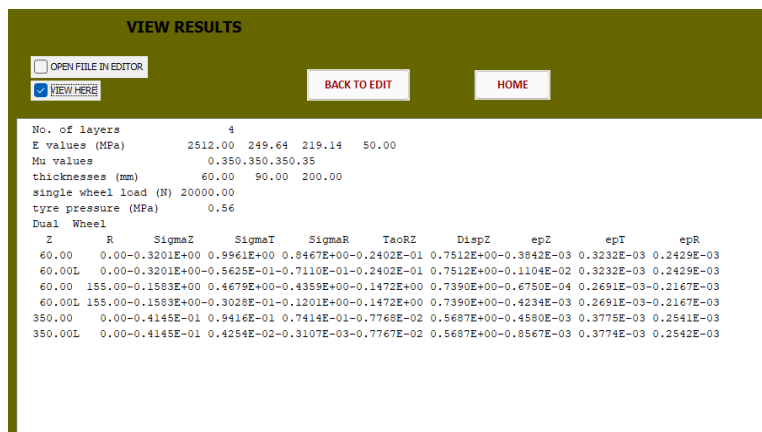 VIEW RESULTS
OPEN FIILE IN EDITOR
VIEW HERE
BACK TO EDIT
HOME
No. of layers 4
E values (MPa) 2512.00 249.64 219.14 50.00
Mu values 0.350.350.350.35
thicknesses (mm) 60.00 90.00 200.00
single wheel load (N) 20000.00
tyre pressure (MPa) 0.56
Dual Wheel
Z R SigmaZ SigmaT SigmaR TaoRZ DispZ epZ epT epR
60.00 0.00-0.3201E+00 0.9961E+00 0.8467E+00-0.2402E-01 0.7512E+00-0.3842E-03 0.3232E-03 0.2429E-03
60.00L 0.00-0.3201E+00-0.5625E-01-0.7110E-01-0.2402E-01 0.7512E+00-0.1104E-02 0.3232E-03 0.2429E-03
60.00 155.00-0.1583E+00 0.4679E+00-0.4359E+00-0.1472E+00 0.7390E+00-0.6750E-04 0.2691E-03-0.2167E-03
60.00L 155.00-0.1583E+00-0.3028E-01-0.1201E+00-0.1472E+00 0.7390E+00-0.4234E-03 0.2691E-03-0.2167E-03
350.00 0.00-0.4145E-01 0.9416E-01 0.7414E-01-0.7768E-02 0.5687E+00-0.4580E-03 0.3775E-03 0.2541E-03
350.00L 0.00-0.4145E-01 0.4254E-02-0.3107E-03-0.7767E-02 0.5687E+00-0.8567E-03 0.3774E-03 0.2542E-03